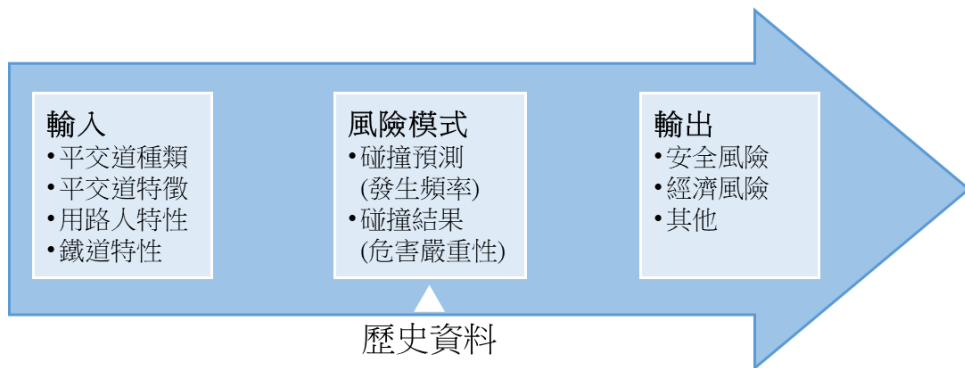 輸入
•平交道種類
•平交道特徵
•用路人特性
•鐵道特性
風險模式
•碰撞預測
(發生頻率)
•碰撞結果
(危害嚴重性)
輸出
•安全風險
•經濟風險
•其他
歷史資料